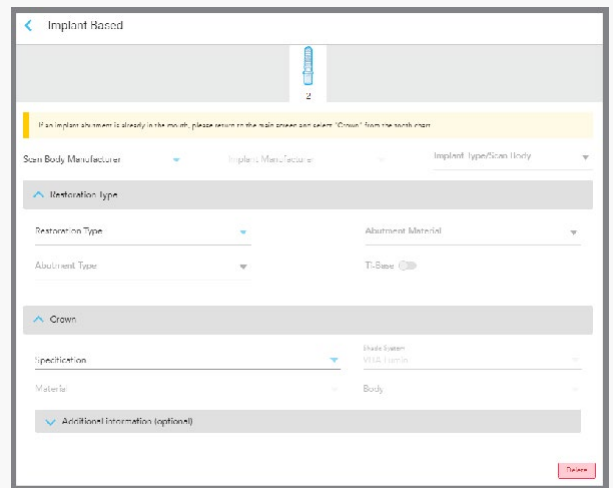 Implant Based
2
If an implant abutment is already in the mouth, please return to the main screen and select "Crown" from the tooth chart
Scan Body Manufacturer Implant Manufacturer Implant Type/Scan Body
Restoration Type
Restoration Type Abutment Material
Abutment Type Ti-Base
Crown
Shade System
Specification VITA Lumin
Material Body
Additional information (optional)
Delete